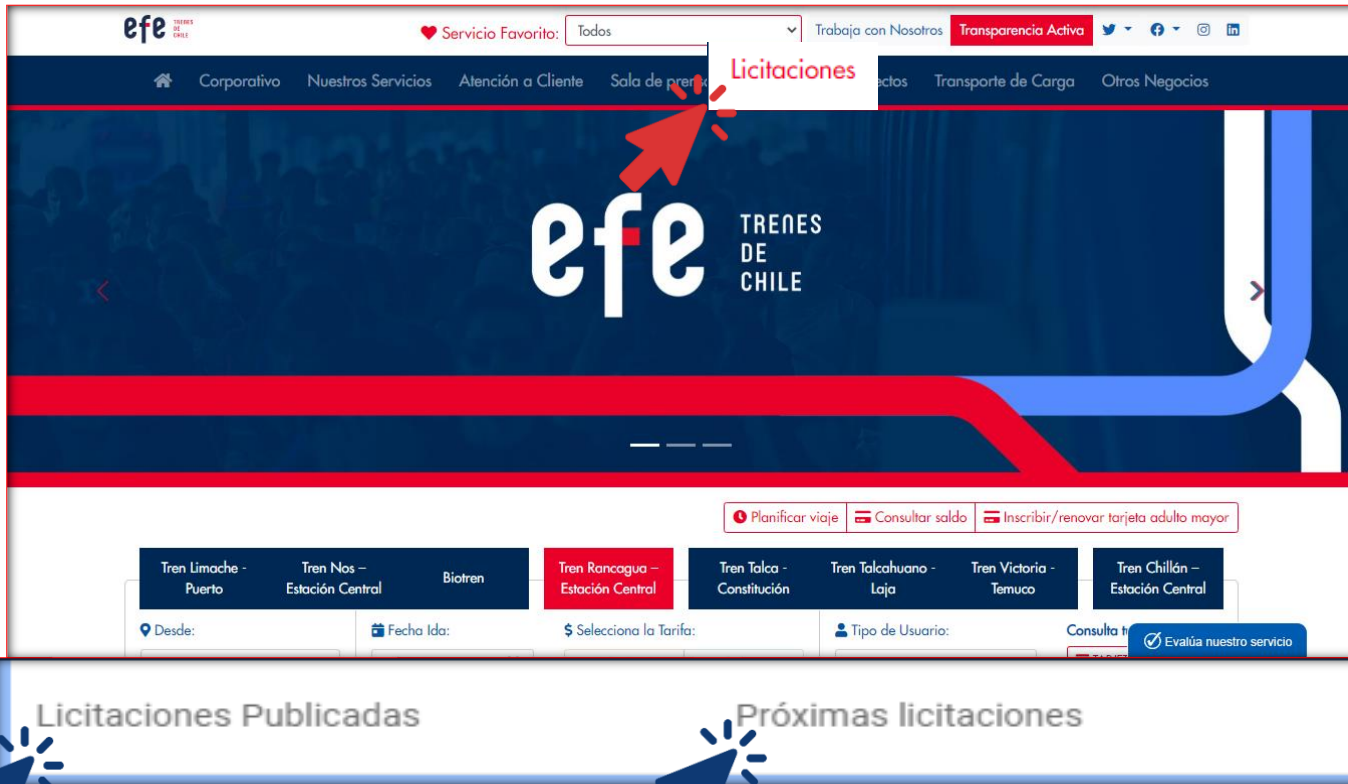 efe TRENES DE CHILE
Servicio Favorito: Todos Trabaja con Nosotros Transparencia Activa
Corporativo Nuestros Servicios Atención a Cliente Sala de Licitaciones Transporte de Carga Otros Negocios
efe TRENES
DE
CHILE
Planificar viaje Consultar saldo Inscribir/renovar tarjeta adulto mayor
Tren Limache - Puerto
Tren Nos – Estación Central
Biotren
Tren Rancagua – Estación Central
Tren Talca - Constitución
Tren Talcahuano - Laja
Tren Victoria - Temuco
Tren Chillán – Estación Central
Desde: Fecha Ida: $ Selecciona la Tarifa: Tipo de Usuario: Consulta
Evalúa nuestro servicio
Licitaciones Publicadas Próximas licitaciones